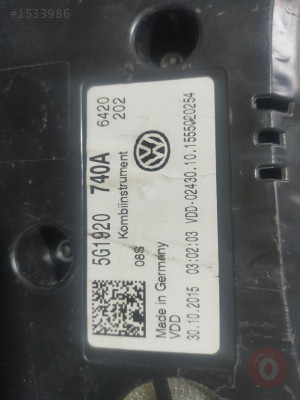 #1533986
5G1920 740A 6420
202
Kombiinstrument
08S
Made in Germany
VDD
30.10.2015 03:02:03 VDD-02430.10.1555020254